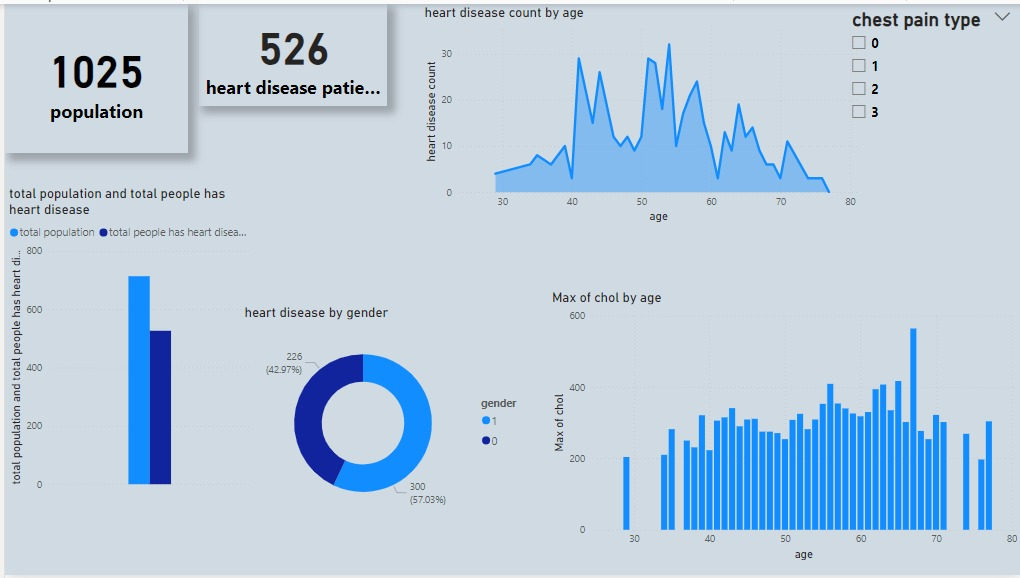 1025
population
526
heart disease patie...
heart disease count by age
heart disease count
30
20
10
0
30 40 50 60 70 80
age
chest pain type
0
1
2
3
total population and total people has
heart disease
total population total people has heart disea...
total population and total people has heart di...
800
600
400
200
0
heart disease by gender
226
(42.97%)
300
(57.03%)
gender
1
0
Max of chol by age
Max of chol
600
400
200
0
30 40 50 60 70 80
age